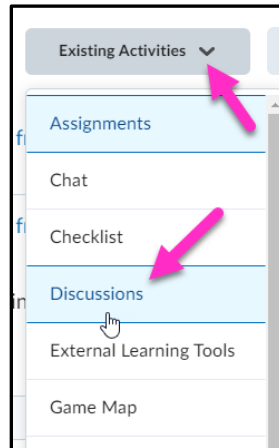 Existing Activities
Assignments
Chat
Checklist
Discussions
External Learning Tools
Game Map